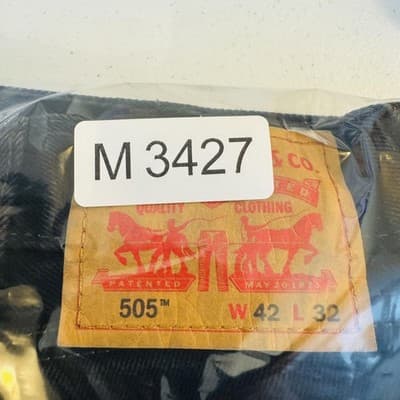 M 3427
& CO.
QUALITY CLOTHING
PATENTED MAY 20 1873
505™ W 42 L 32